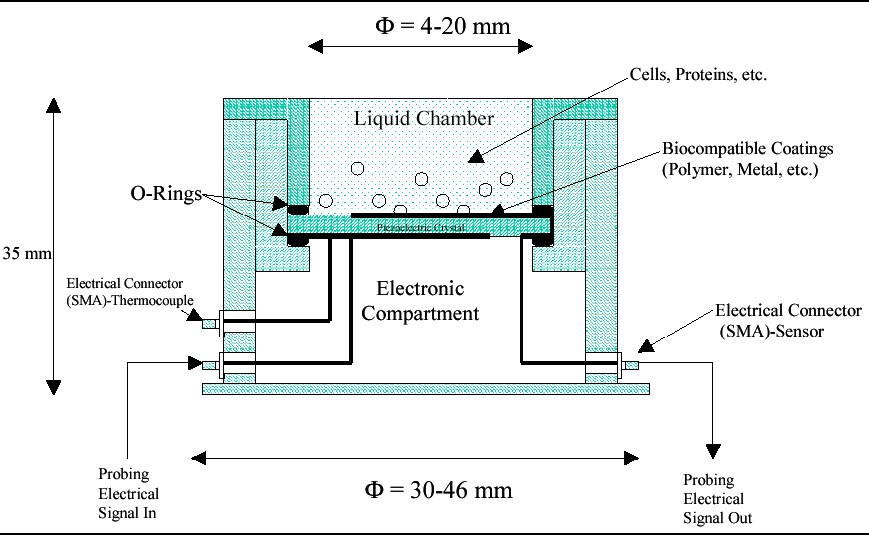 Φ = 4-20 mm
Cells, Proteins, etc.
Liquid Chamber
Biocompatible Coatings
(Polymer, Metal, etc.)
O-Rings
Piezoelectric Crystal
35 mm
Electrical Connector
(SMA)-Thermocouple
Electronic
Compartment
Electrical Connector
(SMA)-Sensor
Probing
Electrical
Signal In
Φ = 30-46 mm
Probing
Electrical
Signal Out